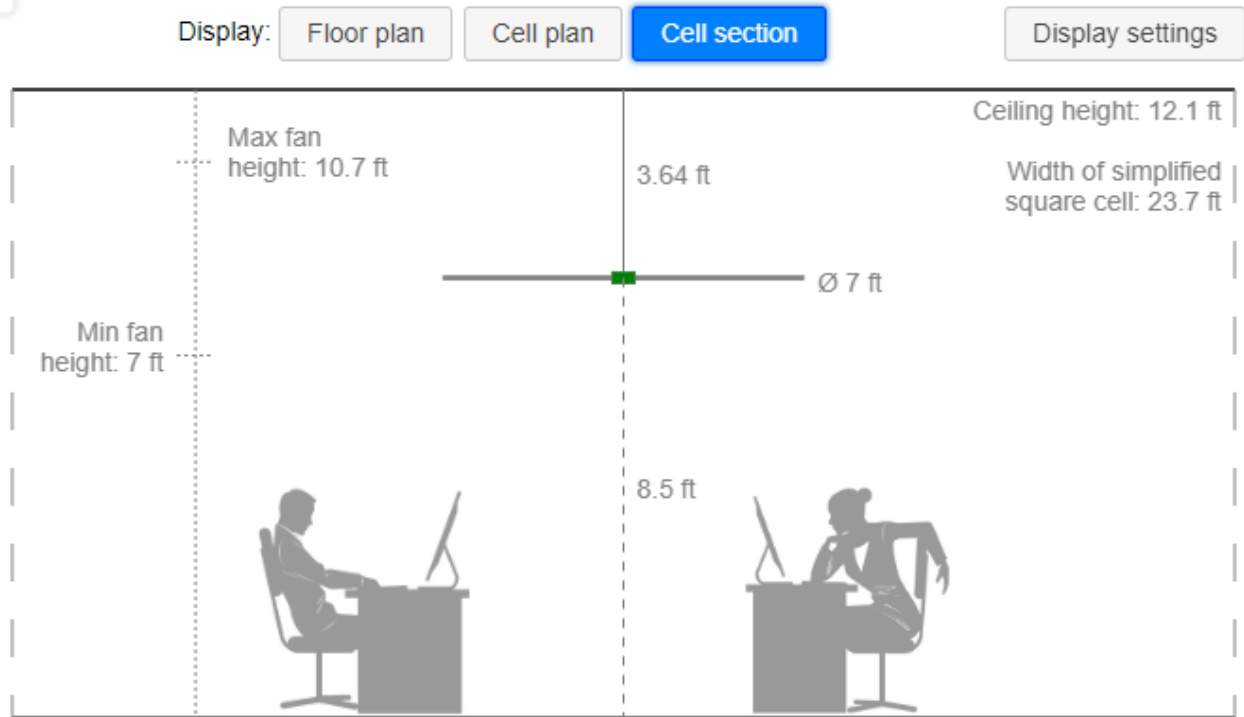 Display: Floor plan Cell plan Cell section Display settings
Ceiling height: 12.1 ft
Max fan
height: 10.7 ft
3.64 ft
Width of simplified
square cell: 23.7 ft
Ø 7 ft
Min fan
height: 7 ft
8.5 ft